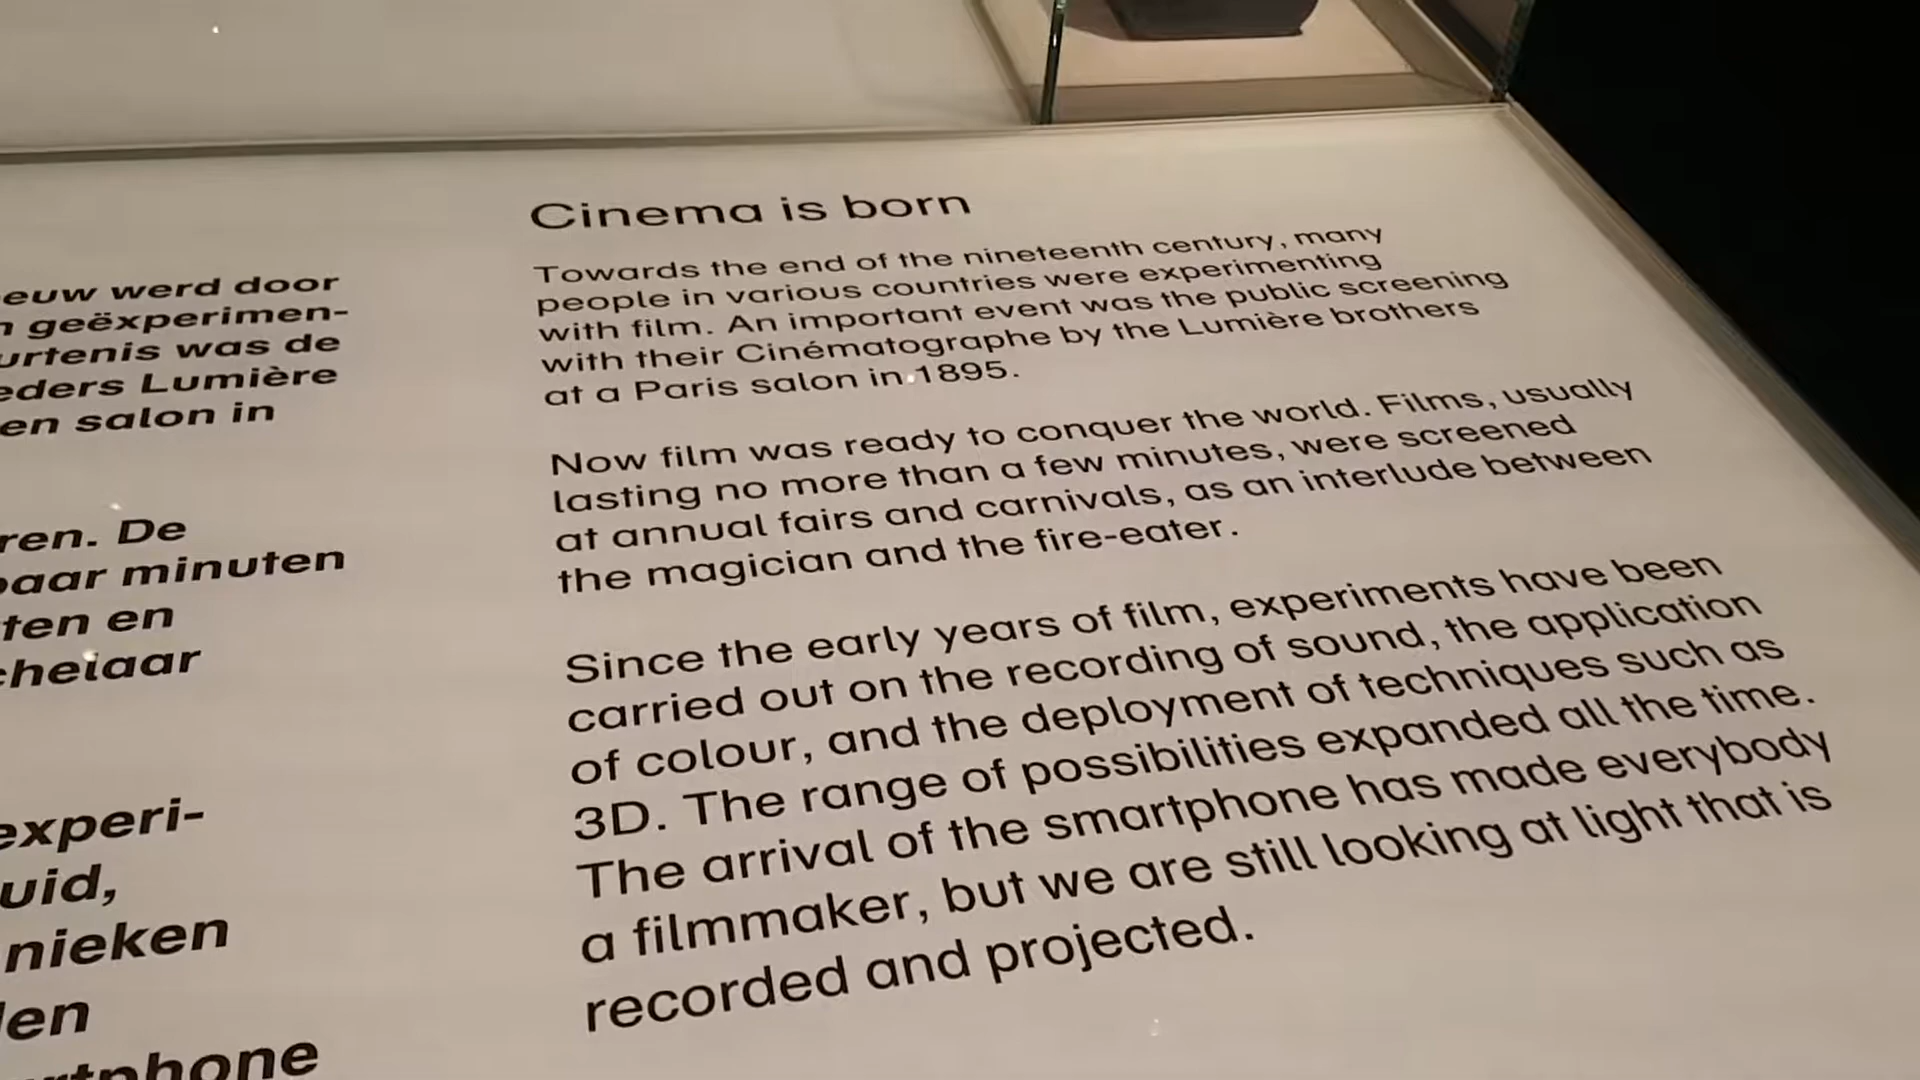 euw werd door
geëxperimen-
urtenis was de
eders Lumière
en salon in
ren. De
paar minuten
ten en
chelaar
experi-
uid,
nieken
len
rtphone
Cinema is born
Towards the end of the nineteenth century, many
people in various countries were experimenting
with film. An important event was the public screening
with their Cinématographe by the Lumière brothers
at a Paris salon in 1895.
Now film was ready to conquer the world. Films, usually
lasting no more than a few minutes, were screened
at annual fairs and carnivals, as an interlude between
the magician and the fire-eater.
Since the early years of film, experiments have been
carried out on the recording of sound, the application
of colour, and the deployment of techniques such as
3D. The range of possibilities expanded all the time.
The arrival of the smartphone has made everybody
a filmmaker, but we are still looking at light that is
recorded and projected.